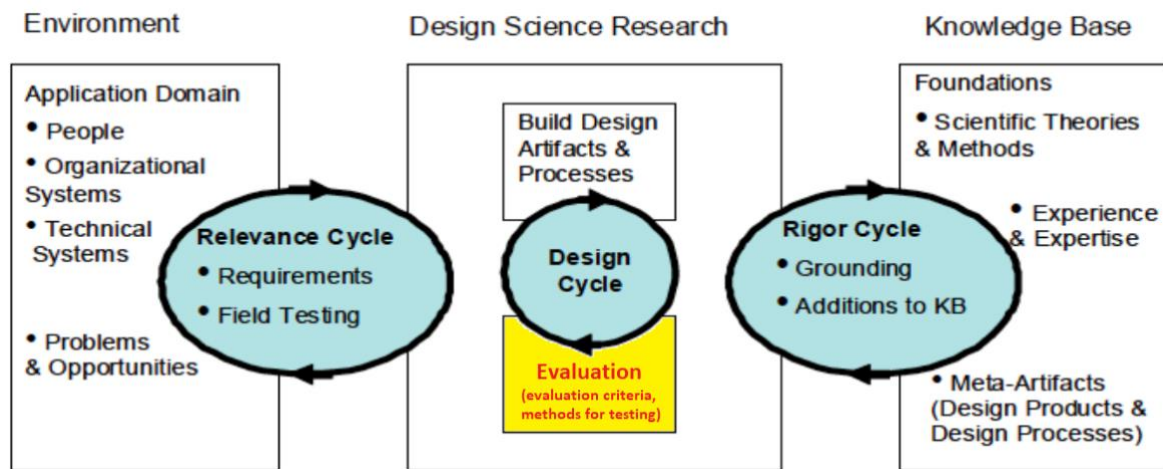 Environment
Design Science Research
Knowledge Base
Application Domain
• People
• Organizational
Systems
• Technical
Systems
• Problems
& Opportunities
Relevance Cycle
• Requirements
• Field Testing
Build Design
Artifacts &
Processes
Design
Cycle
Evaluation
(evaluation criteria,
methods for testing)
Rigor Cycle
• Grounding
• Additions to KB
Foundations
• Scientific Theories
& Methods
• Experience
& Expertise
• Meta-Artifacts
(Design Products &
Design Processes)